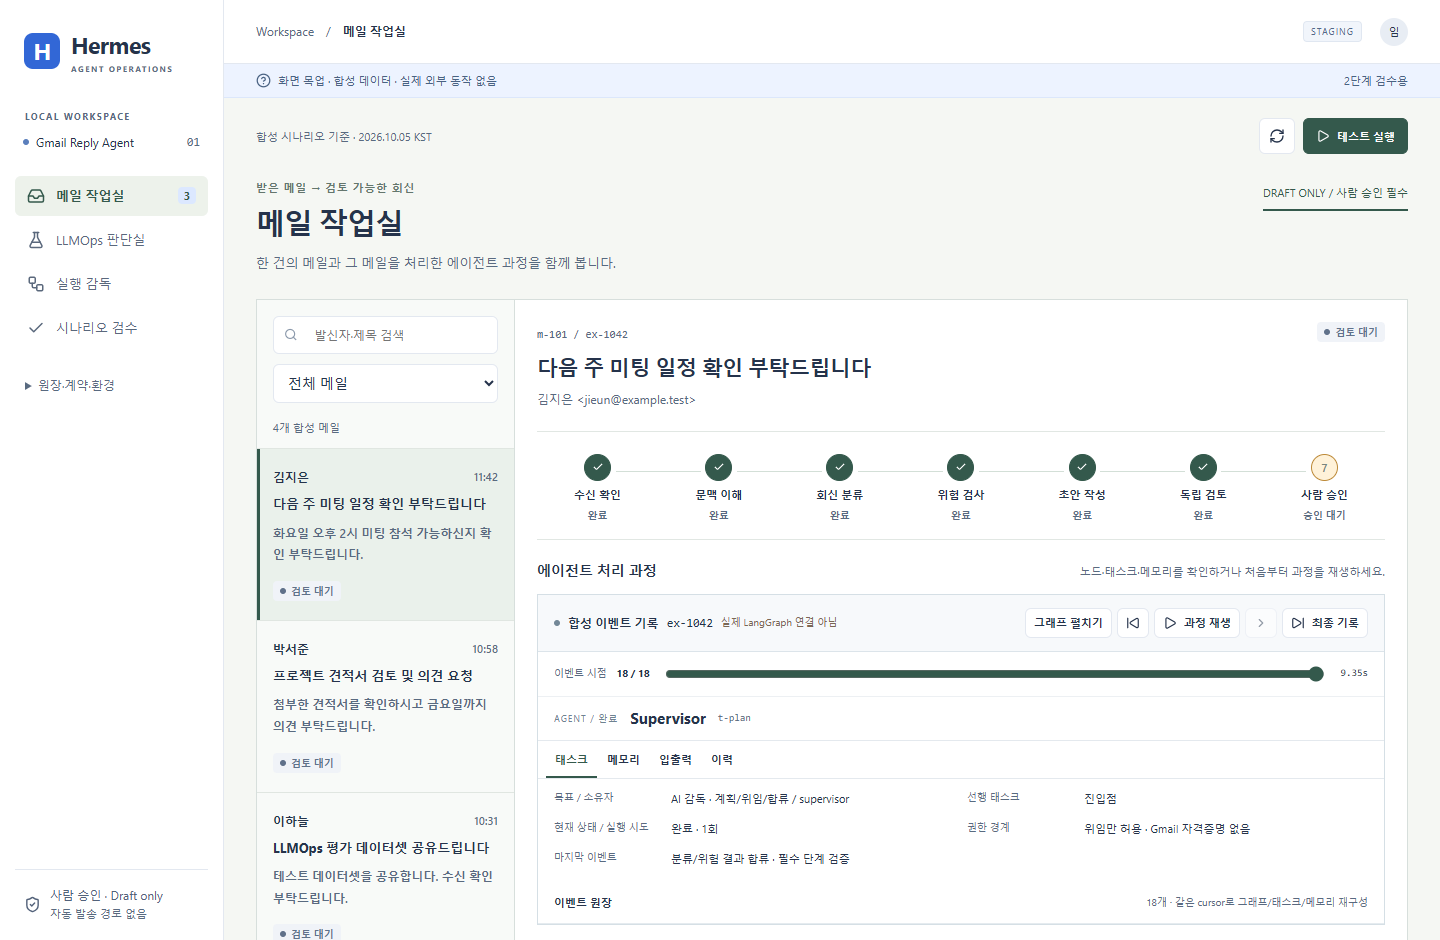 H
Hermes
AGENT OPERATIONS
LOCAL WORKSPACE
Gmail Reply Agent 01
메일 작업실 3
LLMOps 판단실
실행 감독
시나리오 검수
원장·계약·환경
사람 승인 · Draft only
자동 발송 경로 없음
Workspace / 메일 작업실
STAGING 임
화면 목업 · 합성 데이터 · 실제 외부 동작 없음
2단계 검수용
합성 시나리오 기준 · 2026.10.05 KST
테스트 실행
받은 메일 → 검토 가능한 회신
메일 작업실
한 건의 메일과 그 메일을 처리한 에이전트 과정을 함께 봅니다.
DRAFT ONLY / 사람 승인 필수
발신자·제목 검색
전체 메일
4개 합성 메일
김지은 11:42
다음 주 미팅 일정 확인 부탁드립니다
화요일 오후 2시 미팅 참석 가능하신지 확
인 부탁드립니다.
검토 대기
박서준 10:58
프로젝트 견적서 검토 및 의견 요청
첨부한 견적서를 확인하시고 금요일까지
의견 부탁드립니다.
검토 대기
이하늘 10:31
LLMOps 평가 데이터셋 공유드립니다
테스트 데이터셋을 공유합니다. 수신 확인
부탁드립니다.
검토 대기
m-101 / ex-1042
검토 대기
다음 주 미팅 일정 확인 부탁드립니다
김지은 <jieun@example.test>
7
수신 확인 문맥 이해 회신 분류 위험 검사 초안 작성 독립 검토 사람 승인
완료 완료 완료 완료 완료 완료 승인 대기
에이전트 처리 과정
노드·태스크·메모리를 확인하거나 처음부터 과정을 재생하세요.
합성 이벤트 기록 ex-1042 실제 LangGraph 연결 아님
그래프 펼치기 과정 재생 최종 기록
이벤트 시점 18 / 18 9.35s
AGENT / 완료 Supervisor t-plan
태스크 메모리 입출력 이력
목표 / 소유자 AI 감독 · 계획/위임/합류 / supervisor 선행 태스크 진입점
현재 상태 / 실행 시도 완료 · 1회 권한 경계 위임만 허용 · Gmail 자격증명 없음
마지막 이벤트 분류/위험 결과 합류 · 필수 단계 검증
이벤트 원장 18개 · 같은 cursor로 그래프/태스크/메모리 재구성